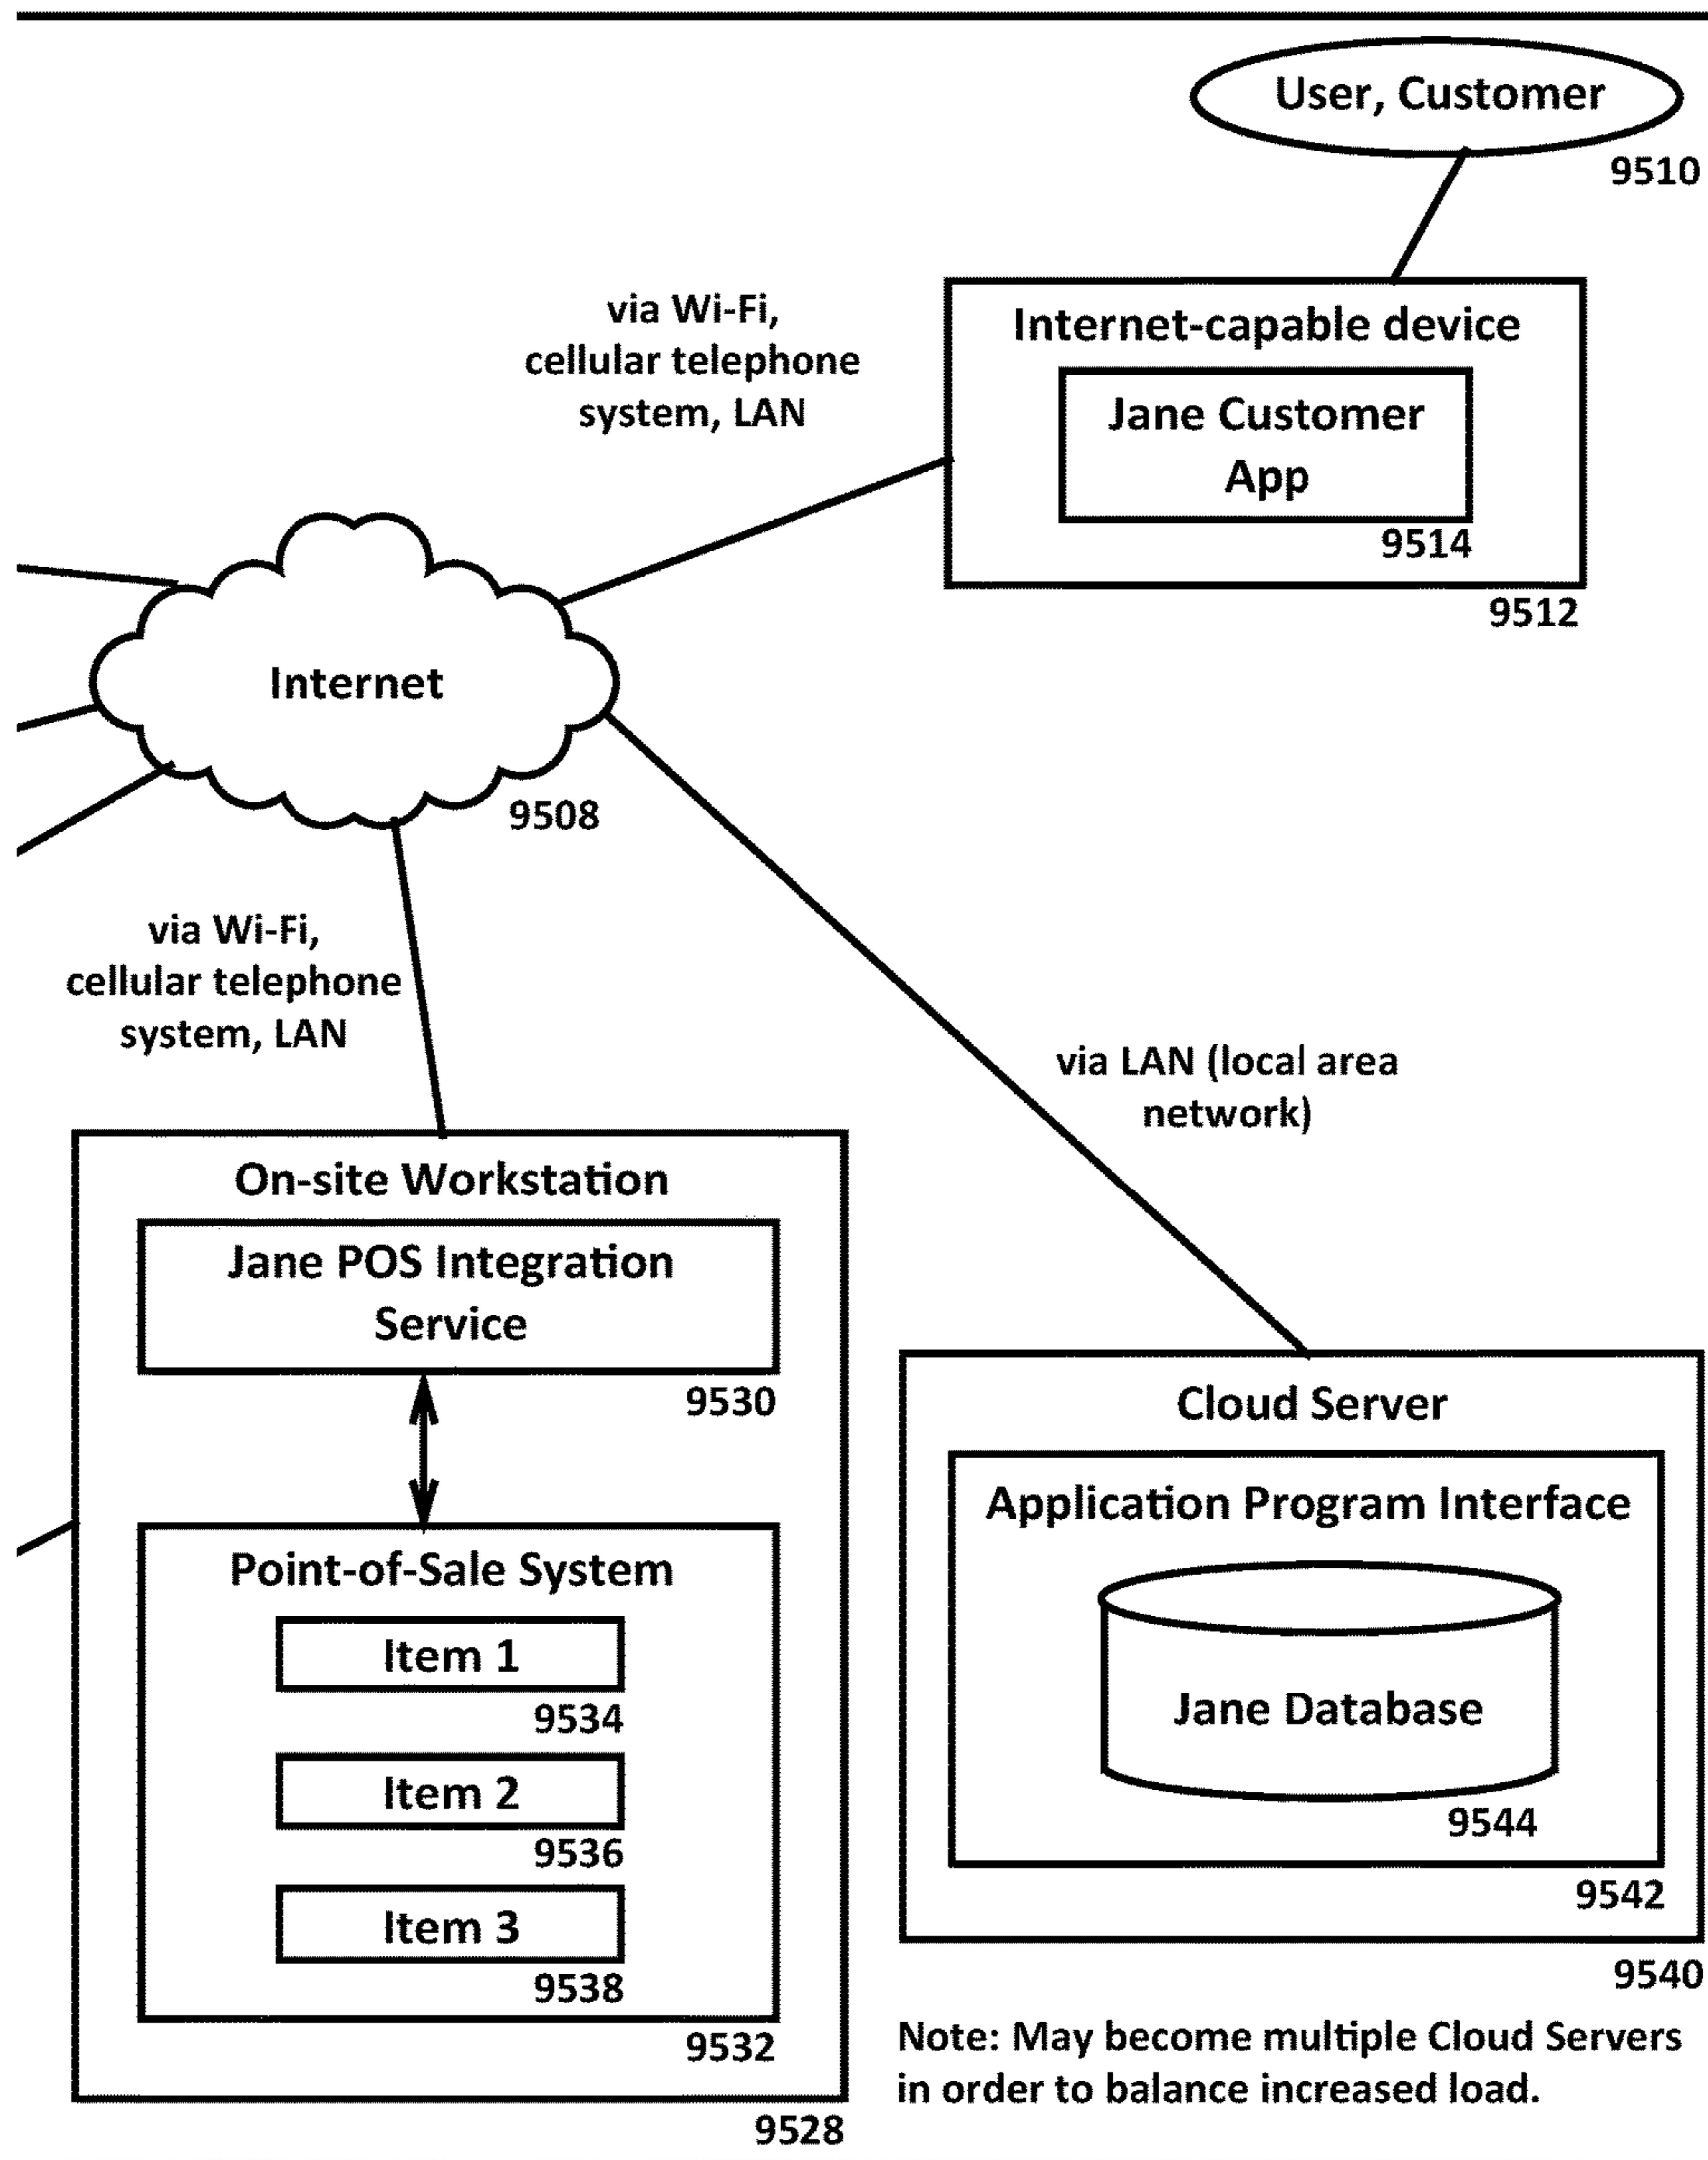 User, Customer
9510
Internet-capable device
Jane Customer
App
9514
9512
via Wi-Fi,
cellular telephone
system, LAN
Internet
9508
via Wi-Fi,
cellular telephone
system, LAN
via LAN (local area
network)
On-site Workstation
Jane POS Integration
Service
9530
Point-of-Sale System
Item 1
9534
Item 2
9536
Item 3
9538
9532
9528
Cloud Server
Application Program Interface
Jane Database
9544
9542
9540
Note: May become multiple Cloud Servers
in order to balance increased load.